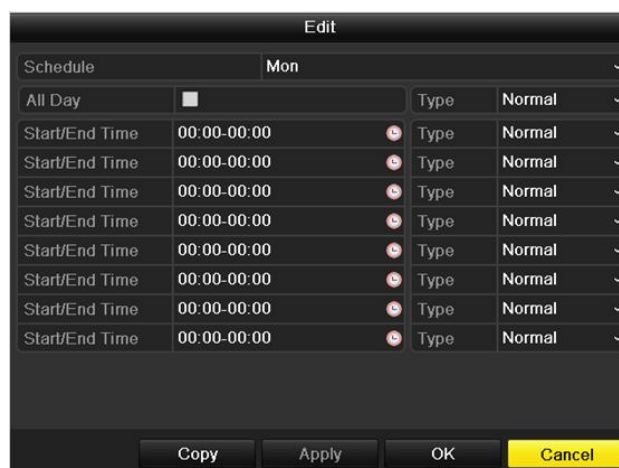 Edit
Schedule Mon
All Day Type Normal
Start/End Time 00:00-00:00 Type Normal
Start/End Time 00:00-00:00 Type Normal
Start/End Time 00:00-00:00 Type Normal
Start/End Time 00:00-00:00 Type Normal
Start/End Time 00:00-00:00 Type Normal
Start/End Time 00:00-00:00 Type Normal
Start/End Time 00:00-00:00 Type Normal
Start/End Time 00:00-00:00 Type Normal
Copy Apply OK Cancel